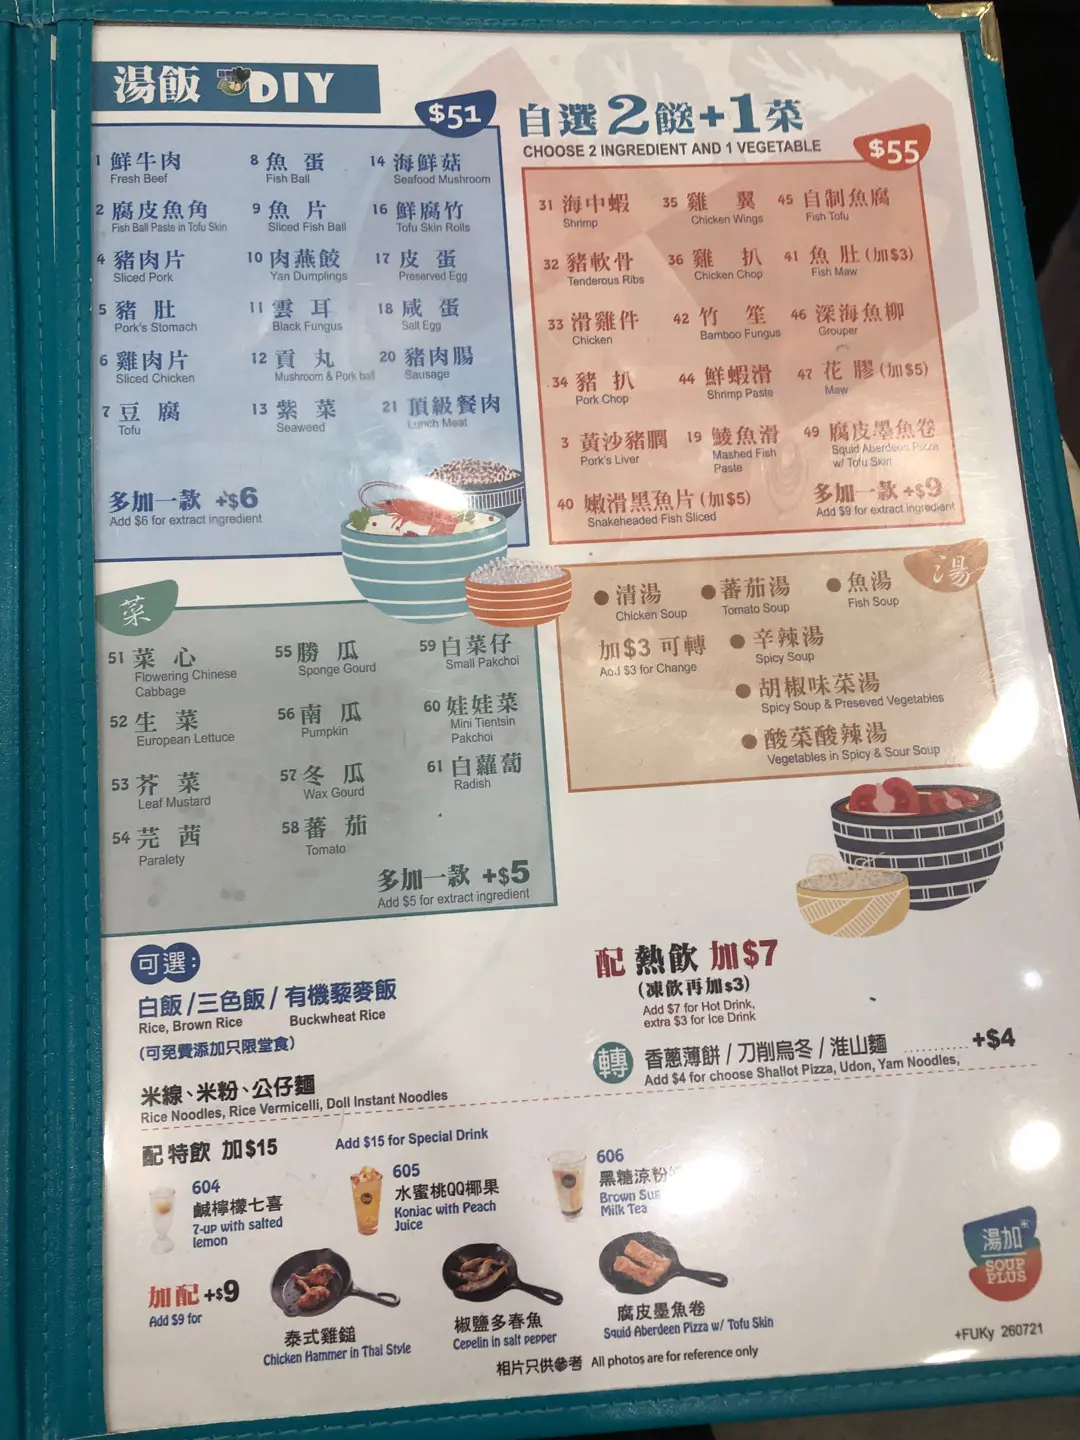 湯飯 DIY
$51
1 鮮牛肉
Fresh Beef
2 腐皮魚角
Fish Ball Paste in Tofu Skin
4 豬肉片
Sliced Pork
5 豬肚
Pork's Stomach
6 雞肉片
Sliced Chicken
7 豆腐
Tofu
8 魚蛋
Fish Ball
9 魚片
Sliced Fish Ball
10 肉燕餃
Yan Dumplings
11 雲耳
Black Fungus
12 貢丸
Mushroom & Pork ball
13 紫菜
Seaweed
14 海鮮菇
Seafood Mushroom
16 鮮腐竹
Tofu Skin Rolls
17 皮蛋
Preserved Egg
18 咸蛋
Salt Egg
20 豬肉腸
Sausage
21 頂級餐肉
Lunch Meat
多加一款 +$6
Add $6 for extract ingredient
自選2餸+1菜
CHOOSE 2 INGREDIENT AND 1 VEGETABLE
$55
31 海中蝦
Shrimp
32 豬軟骨
Tenderous Ribs
33 滑雞件
Chicken
34 豬扒
Pork Chop
3 黃沙豬膶
Pork's Liver
40 嫩滑黑魚片(加$5)
Snakeheaded Fish Sliced
35 雞翼
Chicken Wings
36 雞扒
Chicken Chop
42 竹笙
Bamboo Fungus
44 鮮蝦滑
Shrimp Paste
19 鯪魚滑
Mashed Fish
Paste
45 自制魚腐
Fish Tofu
41 魚肚(加$3)
Fish Maw
46 深海魚柳
Grouper
47 花膠(加$5)
Maw
49 腐皮墨魚卷
Squid Aberdeen Pizza
w/ Tofu Skin
多加一款 +$9
Add $9 for extract ingredient
菜
51 菜心
Flowering Chinese
Cabbage
52 生菜
European Lettuce
53 芥菜
Leaf Mustard
54 芫茜
Paralety
55 勝瓜
Sponge Gourd
56 南瓜
Pumpkin
57 冬瓜
Wax Gourd
58 蕃茄
Tomato
59 白菜仔
Small Pakchoi
60 娃娃菜
Mini Tientsin
Pakchoi
61 白蘿蔔
Radish
多加一款 +$5
Add $5 for extract ingredient
湯
清湯
Chicken Soup
蕃茄湯
Tomato Soup
魚湯
Fish Soup
加$3 可轉
Add $3 for Change
辛辣湯
Spicy Soup
胡椒味菜湯
Spicy Soup & Preseved Vegetables
酸菜酸辣湯
Vegetables in Spicy & Sour Soup
可選:
白飯/三色飯/有機藜麥飯
Rice, Brown Rice Buckwheat Rice
(可免費添加只限堂食)
米線、米粉、公仔麵
Rice Noodles, Rice Vermicelli, Doll Instant Noodles
配熱飲 加$7
(凍飲再加$3)
Add $7 for Hot Drink,
extra $3 for Ice Drink
轉 香蔥薄餅/刀削烏冬/淮山麵 .......... +$4
Add $4 for choose Shallot Pizza, Udon, Yam Noodles,
配特飲 加$15 Add $15 for Special Drink
604
鹹檸檬七喜
7-up with salted
lemon
605
水蜜桃QQ椰果
Konjac with Peach
Juice
606
黑糖涼粉
Brown
Milk Tea
加配 +$9
Add $9 for
泰式雞鎚
Chicken Hammer in Thai Style
椒鹽多春魚
Cepelin in salt pepper
腐皮墨魚卷
Squid Aberdeen Pizza w/ Tofu Skin
相片只供參考 All photos are for reference only
湯加
SOUP
PLUS
+FUKy 260721